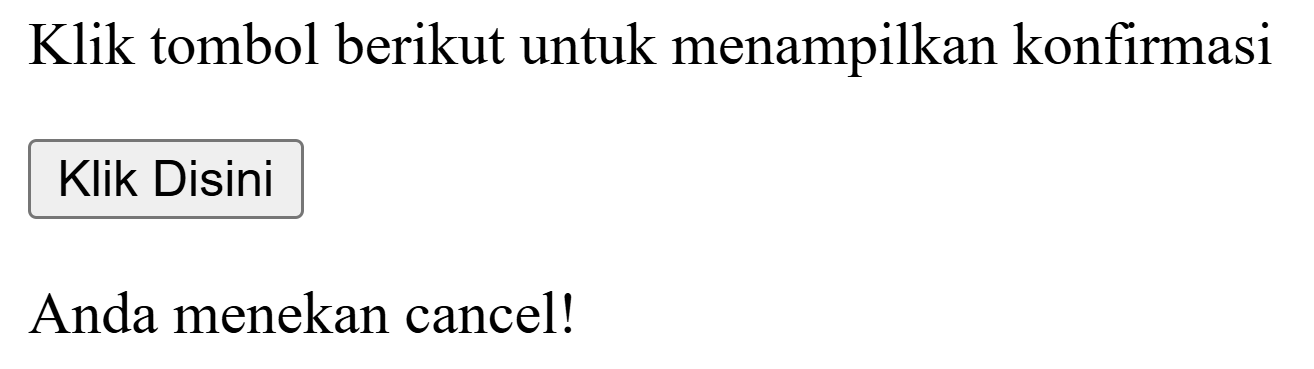 Klik tombol berikut untuk menampilkan konfirmasi
Klik Disini
Anda menekan cancel!